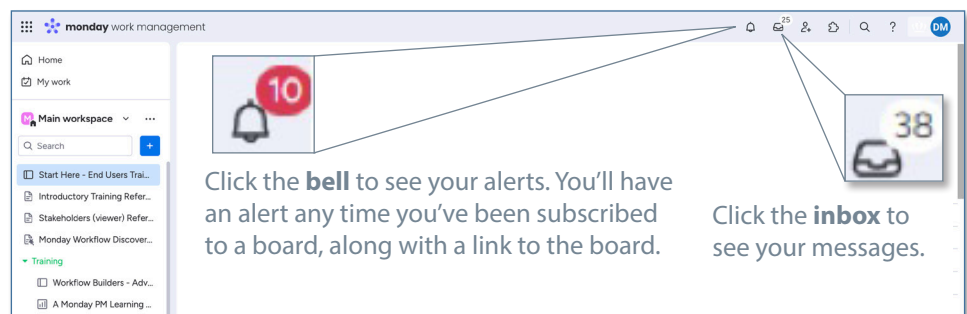 monday work management
25
?
DM
Home
My work
M
Main workspace
Search
+
Start Here - End Users Trai...
Introductory Training Refer...
Stakeholders (viewer) Refer...
Monday Workflow Discover...
Training
Workflow Builders - Adv...
A Monday PM Learning ...
10
Click the bell to see your alerts. You’ll have
an alert any time you’ve been subscribed
to a board, along with a link to the board.
38
Click the inbox to
see your messages.